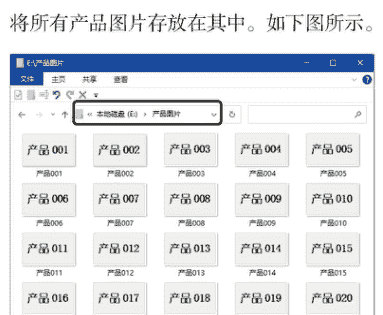 将所有产品图片存放在其中。如下图所示。
E:\产品图片
文件 主页 共享 查看
« 本地磁盘 (E:) › 产品图片
产品 001 产品 002 产品 003 产品 004 产品 005
产品001 产品002 产品003 产品004 产品005
产品 006 产品 007 产品 008 产品 009 产品 010
产品006 产品007 产品008 产品009 产品010
产品 011 产品 012 产品 013 产品 014 产品 015
产品011 产品012 产品013 产品014 产品015
产品 016 产品 017 产品 018 产品 019 产品 020